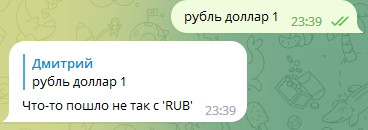 рубль доллар 1
23:39
Дмитрий
рубль доллар 1
Что-то пошло не так с 'RUB'
23:39